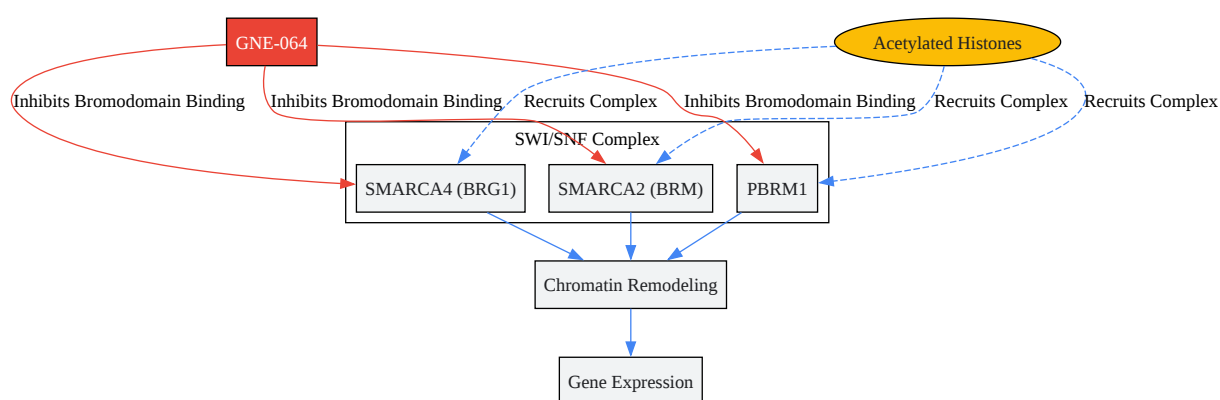 GNE-064
Acetylated Histones
Inhibits Bromodomain Binding
Inhibits Bromodomain Binding
Recruits Complex
Inhibits Bromodomain Binding
Recruits Complex
Recruits Complex
SWI/SNF Complex
SMARCA4 (BRG1)
SMARCA2 (BRM)
PBRM1
Chromatin Remodeling
Gene Expression